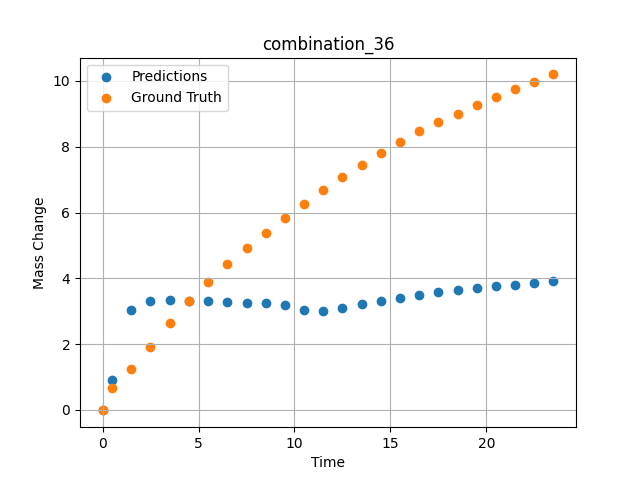 combination_36
Predictions
Ground Truth
Mass Change
10
8
6
4
2
0
0 5 10 15 20
Time